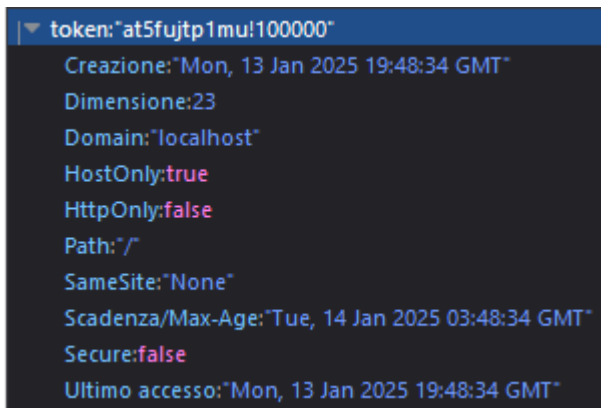 token:"at5fujtp1mu!100000"
Creazione:"Mon, 13 Jan 2025 19:48:34 GMT"
Dimensione:23
Domain:"localhost"
HostOnly:true
HttpOnly:false
Path:"/"
SameSite:"None"
Scadenza/Max-Age:"Tue, 14 Jan 2025 03:48:34 GMT"
Secure:false
Ultimo accesso:"Mon, 13 Jan 2025 19:48:34 GMT"